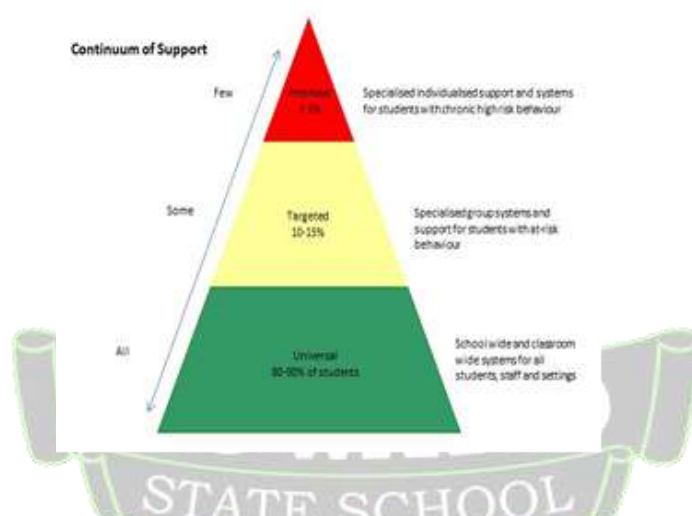 Continuum of Support
Few
Specialised individualised support and systems
for students with chronic high risk behaviour
Some
Targeted
10-15%
Specialised group systems and
support for students with at-risk
behaviour
All
Universal
80-90% of students
School wide and classroom
wide systems for all
students, staff and settings
STATE SCHOOL